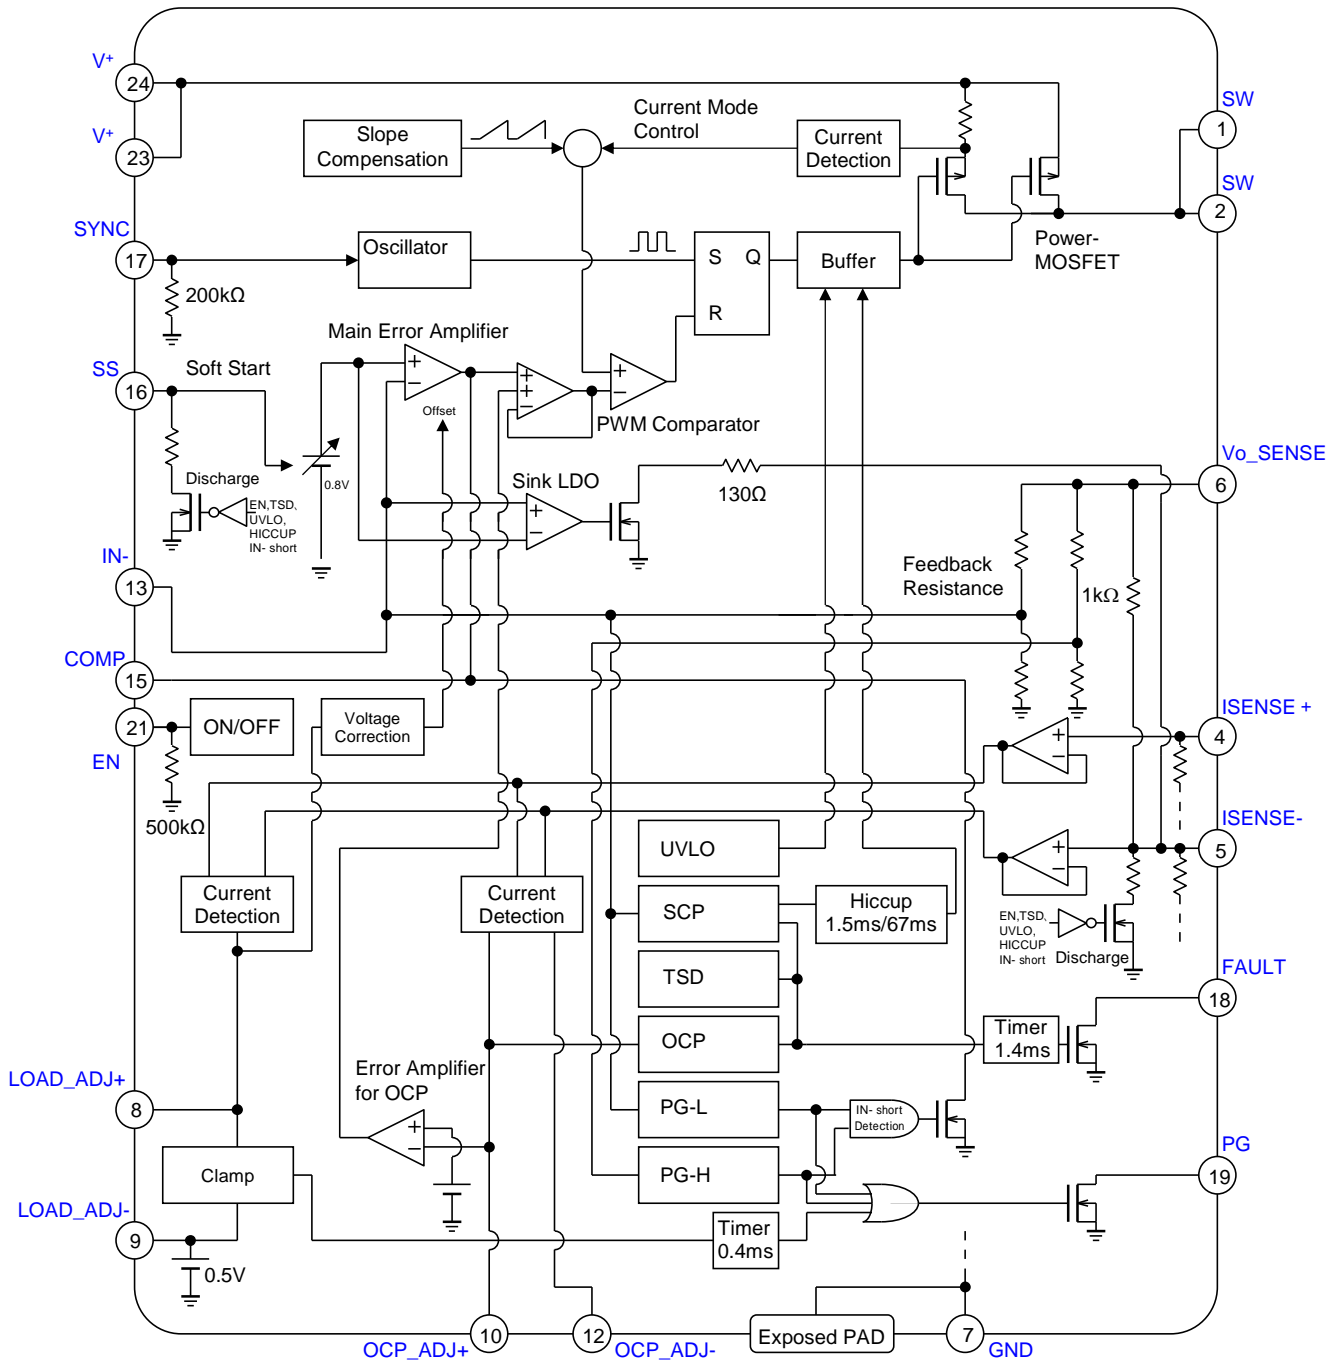 V+
24
V+
23
SYNC
17
200kΩ
SS
16
Soft Start
Discharge
EN,TSD、
UVLO,
HICCUP
IN- short
0.8V
IN-
13
COMP
15
21
EN
ON/OFF
500kΩ
Slope
Compensation
Current Mode
Control
Current
Detection
Oscillator
S
Q
R
Buffer
Power-
MOSFET
SW
1
SW
2
Main Error Amplifier
+
−
+
+
−
+
−
PWM Comparator
Offset
Sink LDO
+
−
130Ω
Vo_SENSE
6
Feedback
Resistance
1kΩ
Voltage
Correction
ISENSE +
4
+
−
ISENSE-
5
+
−
EN,TSD、
UVLO,
HICCUP
IN- short
Discharge
Current
Detection
Current
Detection
UVLO
SCP
Hiccup
1.5ms/67ms
TSD
OCP
Timer
1.4ms
FAULT
18
LOAD_ADJ+
8
Error Amplifier
for OCP
+
−
PG-L
IN- short
Detection
PG-H
PG
19
Clamp
LOAD_ADJ-
9
0.5V
Timer
0.4ms
OCP_ADJ+
10
12
OCP_ADJ-
Exposed PAD
7
GND